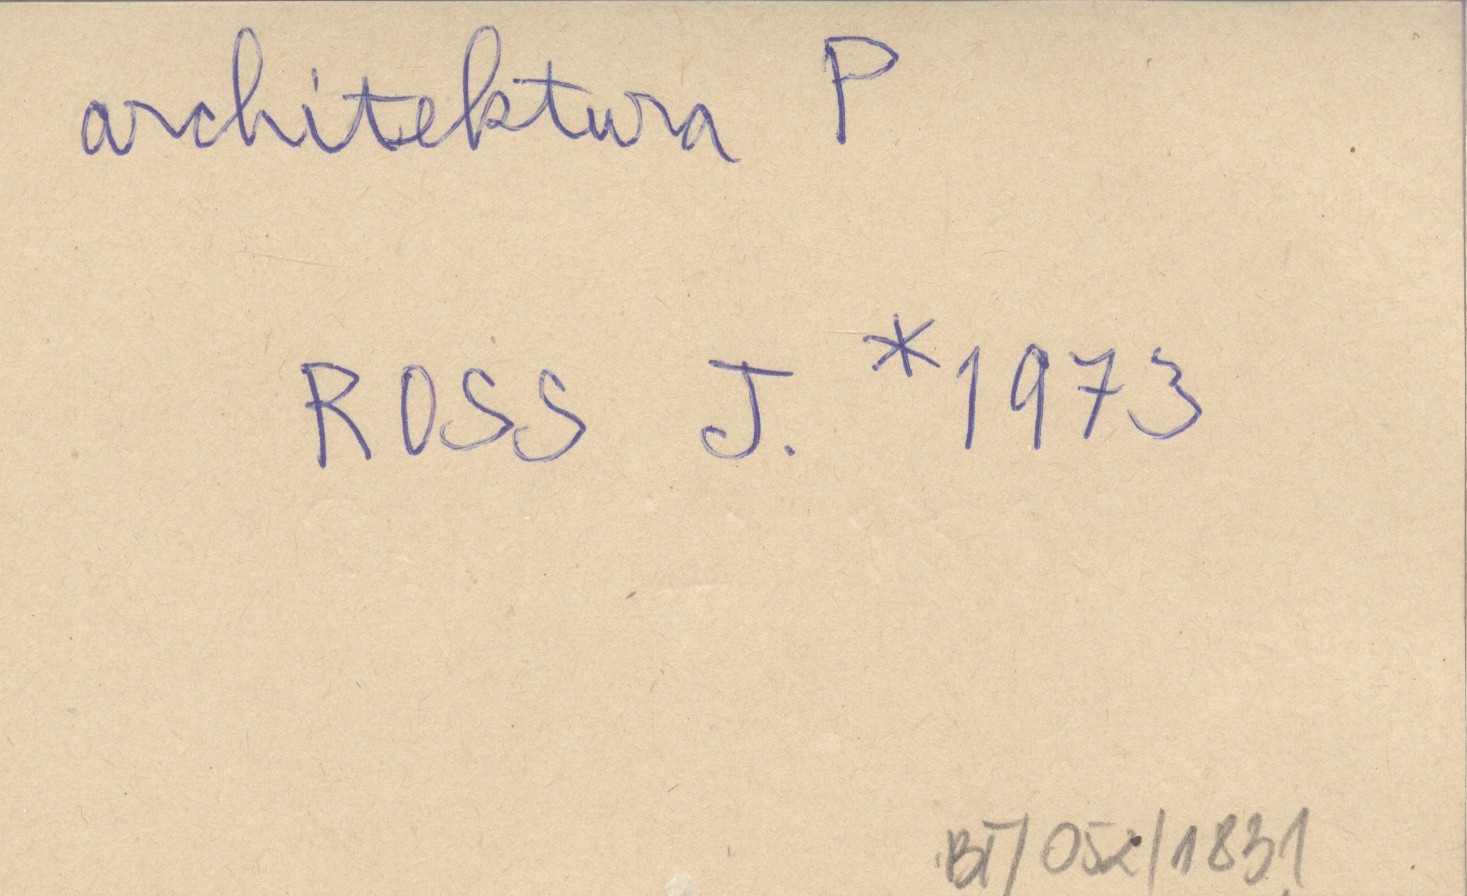 architektura P
ROSS J. *1973
BI/052/1831